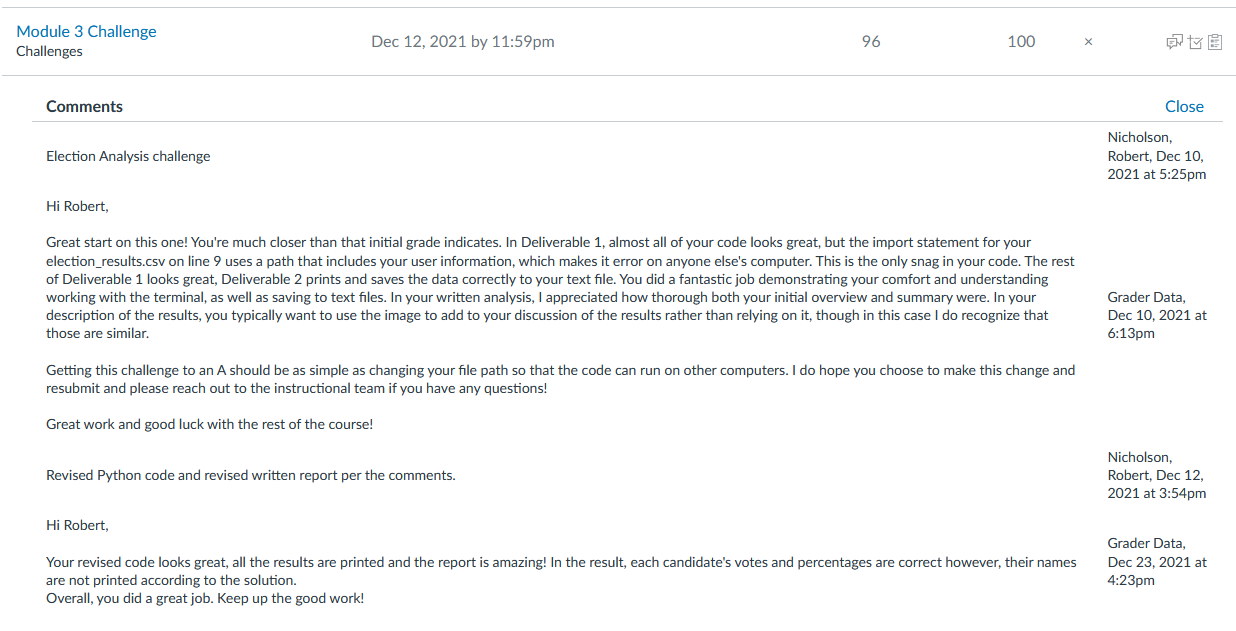 Module 3 Challenge
Challenges
Dec 12, 2021 by 11:59pm
96
100
×
Comments
Close
Election Analysis challenge
Nicholson,
Robert, Dec 10,
2021 at 5:25pm
Hi Robert,
Great start on this one! You're much closer than that initial grade indicates. In Deliverable 1, almost all of your code looks great, but the import statement for your
election_results.csv on line 9 uses a path that includes your user information, which makes it error on anyone else's computer. This is the only snag in your code. The rest
of Deliverable 1 looks great, Deliverable 2 prints and saves the data correctly to your text file. You did a fantastic job demonstrating your comfort and understanding
working with the terminal, as well as saving to text files. In your written analysis, I appreciated how thorough both your initial overview and summary were. In your
description of the results, you typically want to use the image to add to your discussion of the results rather than relying on it, though in this case I do recognize that
those are similar.
Getting this challenge to an A should be as simple as changing your file path so that the code can run on other computers. I do hope you choose to make this change and
resubmit and please reach out to the instructional team if you have any questions!
Great work and good luck with the rest of the course!
Grader Data,
Dec 10, 2021 at
6:13pm
Revised Python code and revised written report per the comments.
Nicholson,
Robert, Dec 12,
2021 at 3:54pm
Hi Robert,
Your revised code looks great, all the results are printed and the report is amazing! In the result, each candidate's votes and percentages are correct however, their names
are not printed according to the solution.
Overall, you did a great job. Keep up the good work!
Grader Data,
Dec 23, 2021 at
4:23pm